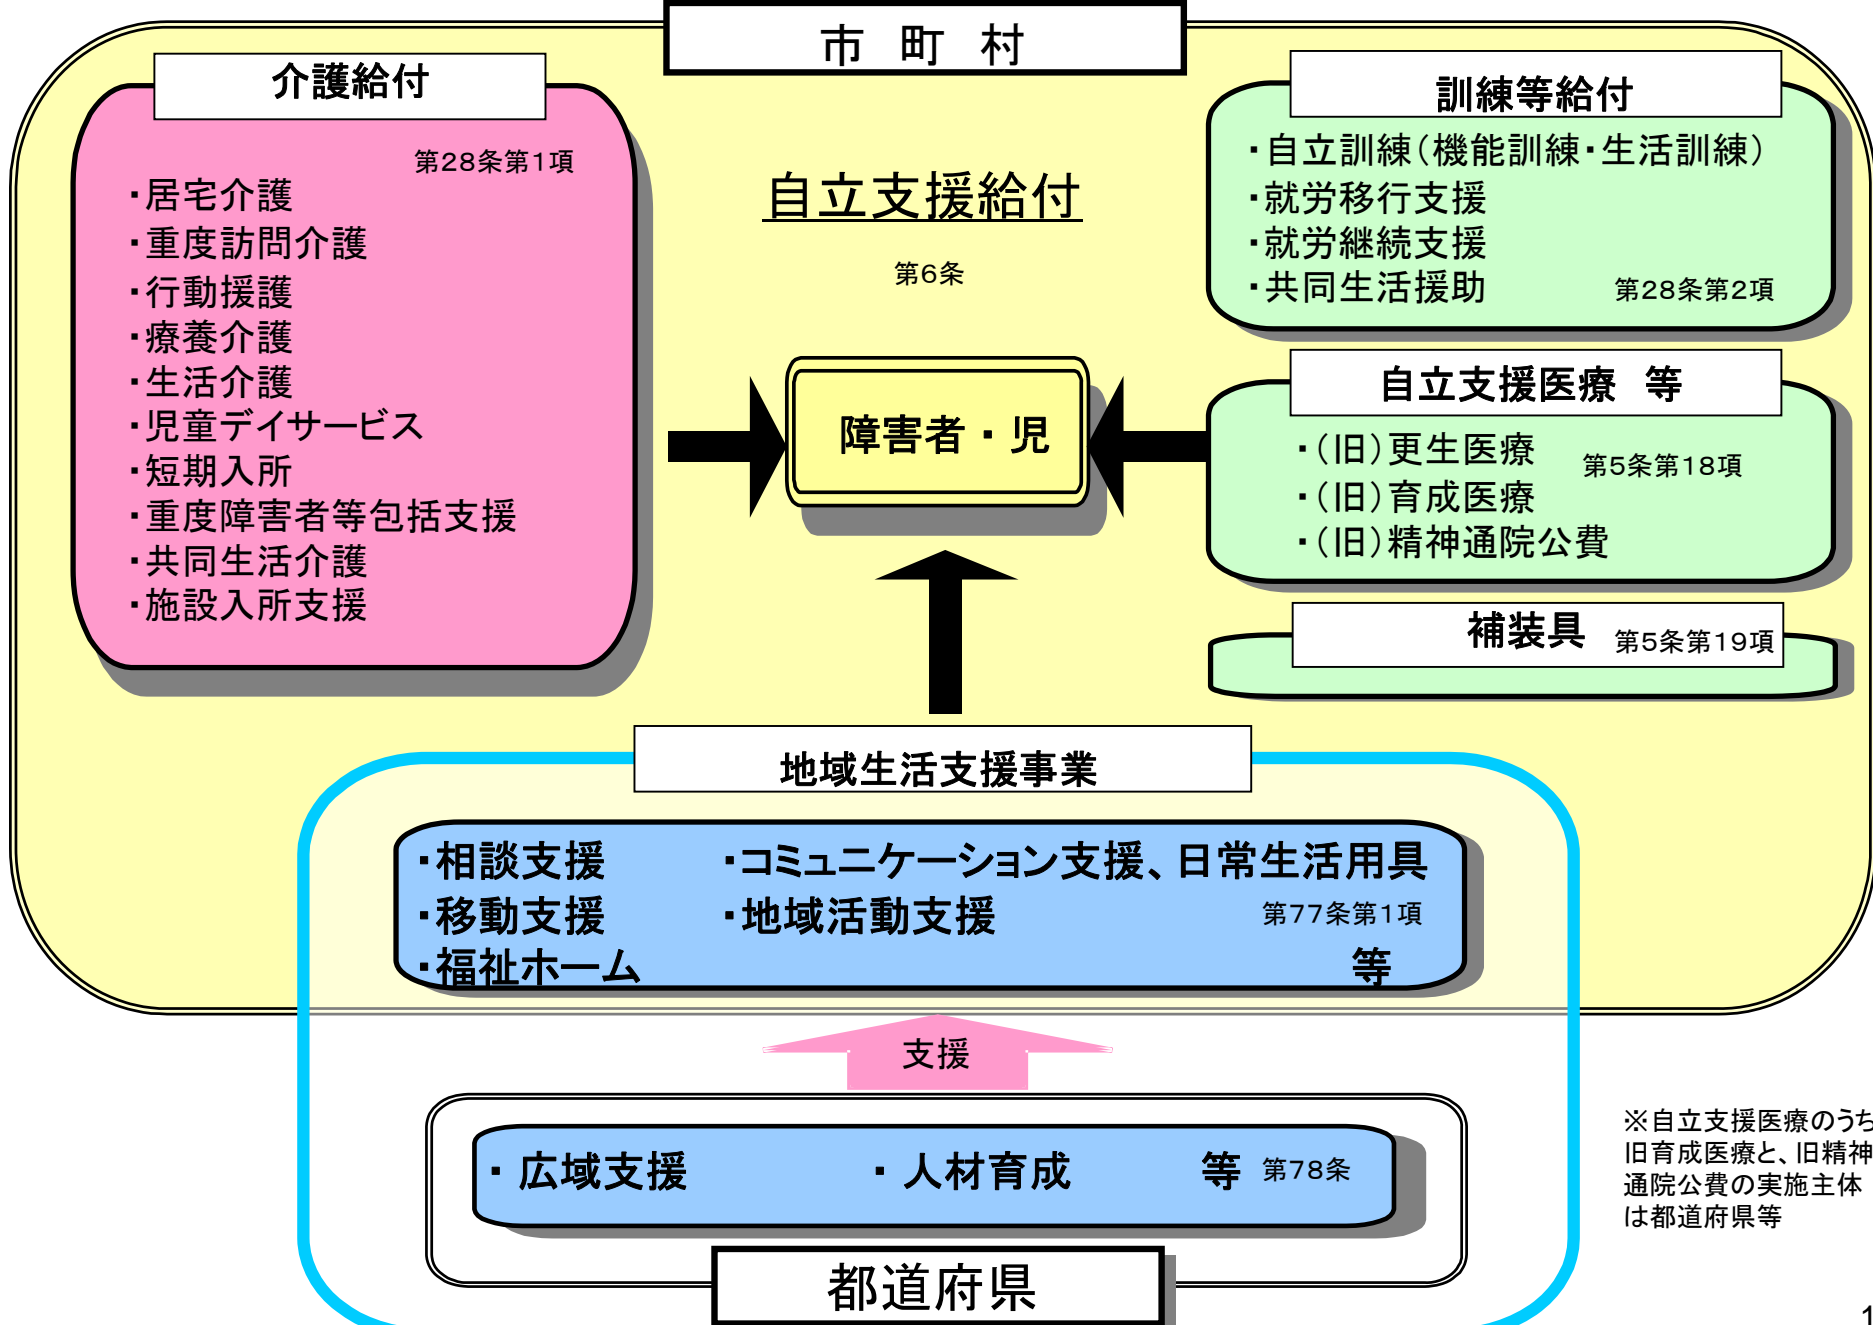 市 町 村
介護給付
第28条第1項
・居宅介護
・重度訪問介護
・行動援護
・療養介護
・生活介護
・児童デイサービス
・短期入所
・重度障害者等包括支援
・共同生活介護
・施設入所支援
自立支援給付
第6条
障害者・児
訓練等給付
・自立訓練(機能訓練・生活訓練)
・就労移行支援
・就労継続支援
・共同生活援助 第28条第2項
自立支援医療 等
・(旧)更生医療 第5条第18項
・(旧)育成医療
・(旧)精神通院公費
補装具 第5条第19項
地域生活支援事業
・相談支援 ・コミュニケーション支援、日常生活用具
・移動支援 ・地域活動支援 第77条第1項
・福祉ホーム 等
支援
・広域支援 ・人材育成 等 第78条
都道府県
※自立支援医療のうち
旧育成医療と、旧精神
通院公費の実施主体
は都道府県等
1